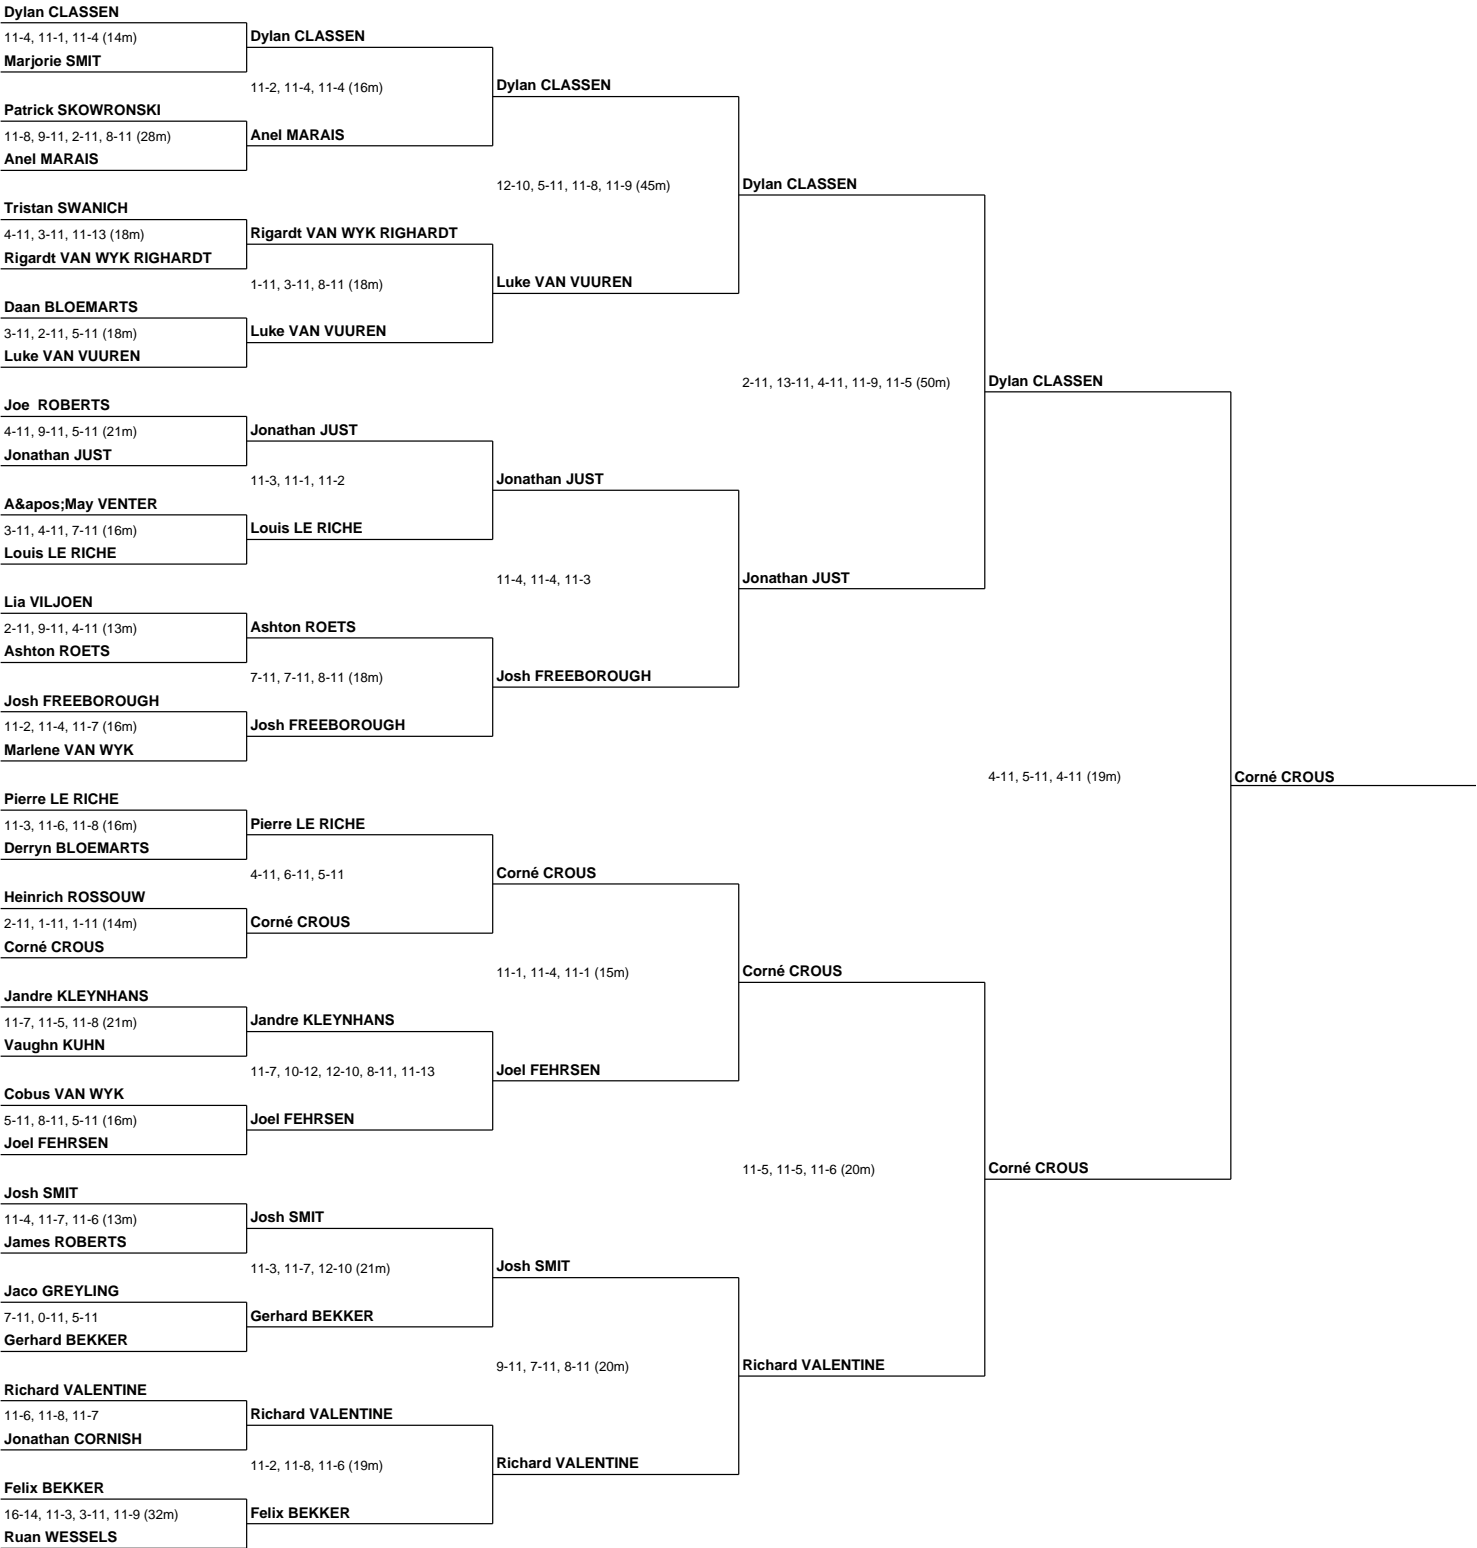 Dylan CLASSEN
11-4, 11-1, 11-4 (14m)
Marjorie SMIT
Patrick SKOWRONSKI
11-8, 9-11, 2-11, 8-11 (28m)
Anel MARAIS
Tristan SWANICH
4-11, 3-11, 11-13 (18m)
Rigardt VAN WYK RIGHARDT
Daan BLOEMARTS
3-11, 2-11, 5-11 (18m)
Luke VAN VUUREN
Joe  ROBERTS
4-11, 9-11, 5-11 (21m)
Jonathan JUST
A&apos;May VENTER
3-11, 4-11, 7-11 (16m)
Louis LE RICHE
Lia VILJOEN
2-11, 9-11, 4-11 (13m)
Ashton ROETS
Josh FREEBOROUGH
11-2, 11-4, 11-7 (16m)
Marlene VAN WYK
Pierre LE RICHE
11-3, 11-6, 11-8 (16m)
Derryn BLOEMARTS
Heinrich ROSSOUW
2-11, 1-11, 1-11 (14m)
Corné CROUS
Jandre KLEYNHANS
11-7, 11-5, 11-8 (21m)
Vaughn KUHN
Cobus VAN WYK
5-11, 8-11, 5-11 (16m)
Joel FEHRSEN
Josh SMIT
11-4, 11-7, 11-6 (13m)
James ROBERTS
Jaco GREYLING
7-11, 0-11, 5-11
Gerhard BEKKER
Richard VALENTINE
11-6, 11-8, 11-7
Jonathan CORNISH
Felix BEKKER
16-14, 11-3, 3-11, 11-9 (32m)
Ruan WESSELS
Dylan CLASSEN
11-2, 11-4, 11-4 (16m)
Anel MARAIS
Rigardt VAN WYK RIGHARDT
1-11, 3-11, 8-11 (18m)
Luke VAN VUUREN
Jonathan JUST
11-3, 11-1, 11-2
Louis LE RICHE
Ashton ROETS
7-11, 7-11, 8-11 (18m)
Josh FREEBOROUGH
Pierre LE RICHE
4-11, 6-11, 5-11
Corné CROUS
Jandre KLEYNHANS
11-7, 10-12, 12-10, 8-11, 11-13
Joel FEHRSEN
Josh SMIT
11-3, 11-7, 12-10 (21m)
Gerhard BEKKER
Richard VALENTINE
11-2, 11-8, 11-6 (19m)
Felix BEKKER
Dylan CLASSEN
12-10, 5-11, 11-8, 11-9 (45m)
Luke VAN VUUREN
Jonathan JUST
11-4, 11-4, 11-3
Josh FREEBOROUGH
Corné CROUS
11-1, 11-4, 11-1 (15m)
Joel FEHRSEN
Josh SMIT
9-11, 7-11, 8-11 (20m)
Richard VALENTINE
Dylan CLASSEN
2-11, 13-11, 4-11, 11-9, 11-5 (50m)
Jonathan JUST
Corné CROUS
11-5, 11-5, 11-6 (20m)
Richard VALENTINE
Dylan CLASSEN
4-11, 5-11, 4-11 (19m)
Corné CROUS
Corné CROUS